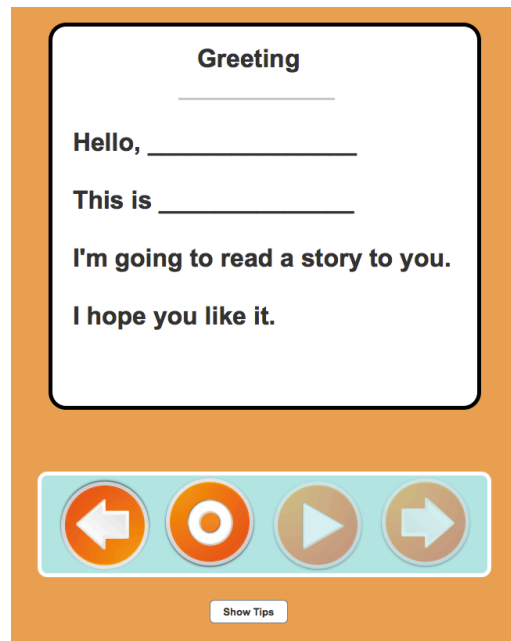 Greeting
Hello, _______________
This is ______________
I'm going to read a story to you.
I hope you like it.
Show Tips